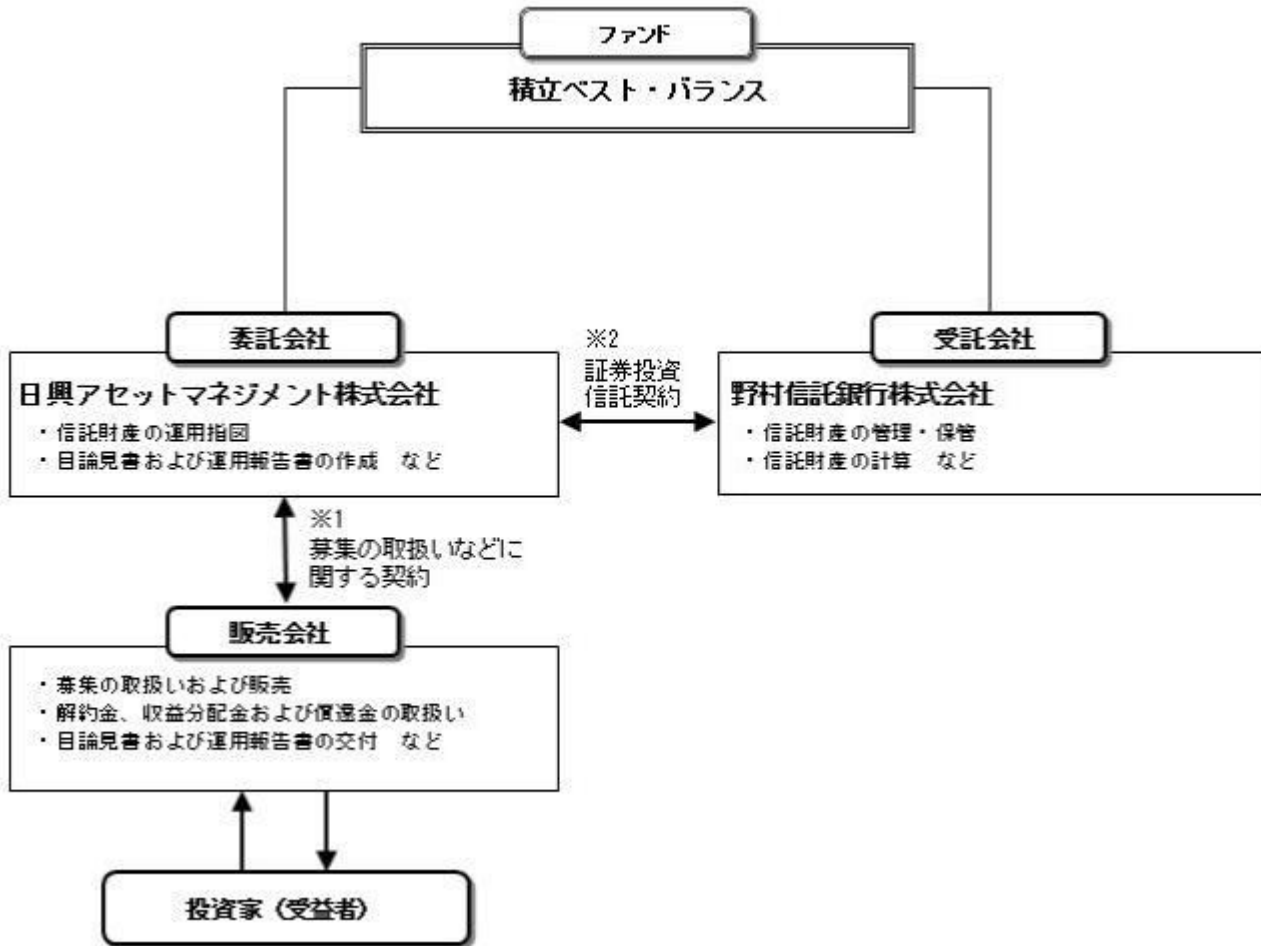 ファンド
積立ベスト・バランス
委託会社
日興アセットマネジメント株式会社
・信託財産の運用指図
・目論見書および運用報告書の作成　など
※2
証券投資
信託契約
受託会社
野村信託銀行株式会社
・信託財産の管理・保管
・信託財産の計算　など
※1
募集の取扱いなどに
関する契約
販売会社
・募集の取扱いおよび販売
・解約金、収益分配金および償還金の取扱い
・目論見書および運用報告書の交付　など
投資家（受益者）